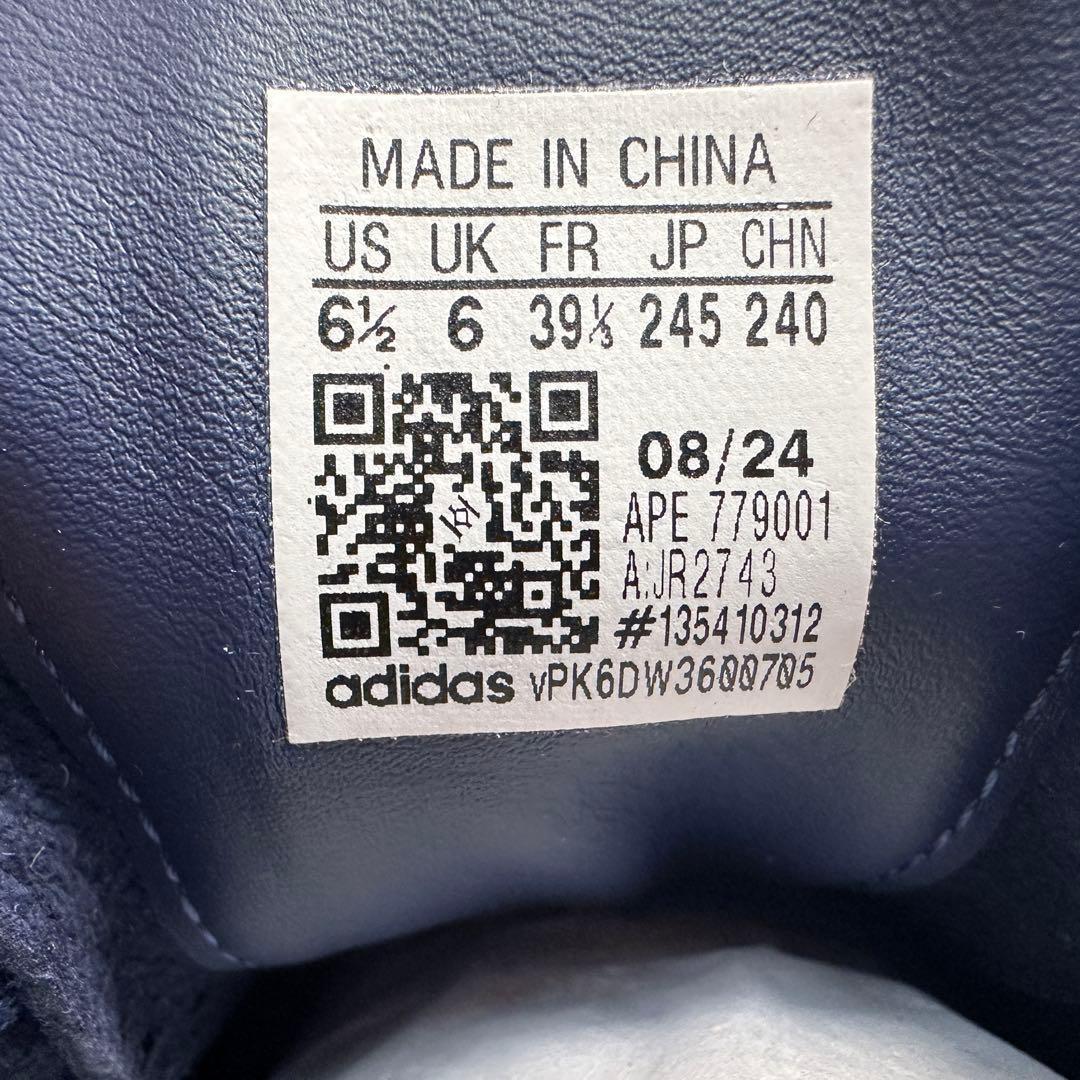 MADE IN CHINA
US UK FR JP CHN
6½ 6 39⅓ 245 240
08/24
APE 779001
A:JR2743
#135410312
adidas vPK6DW3600705